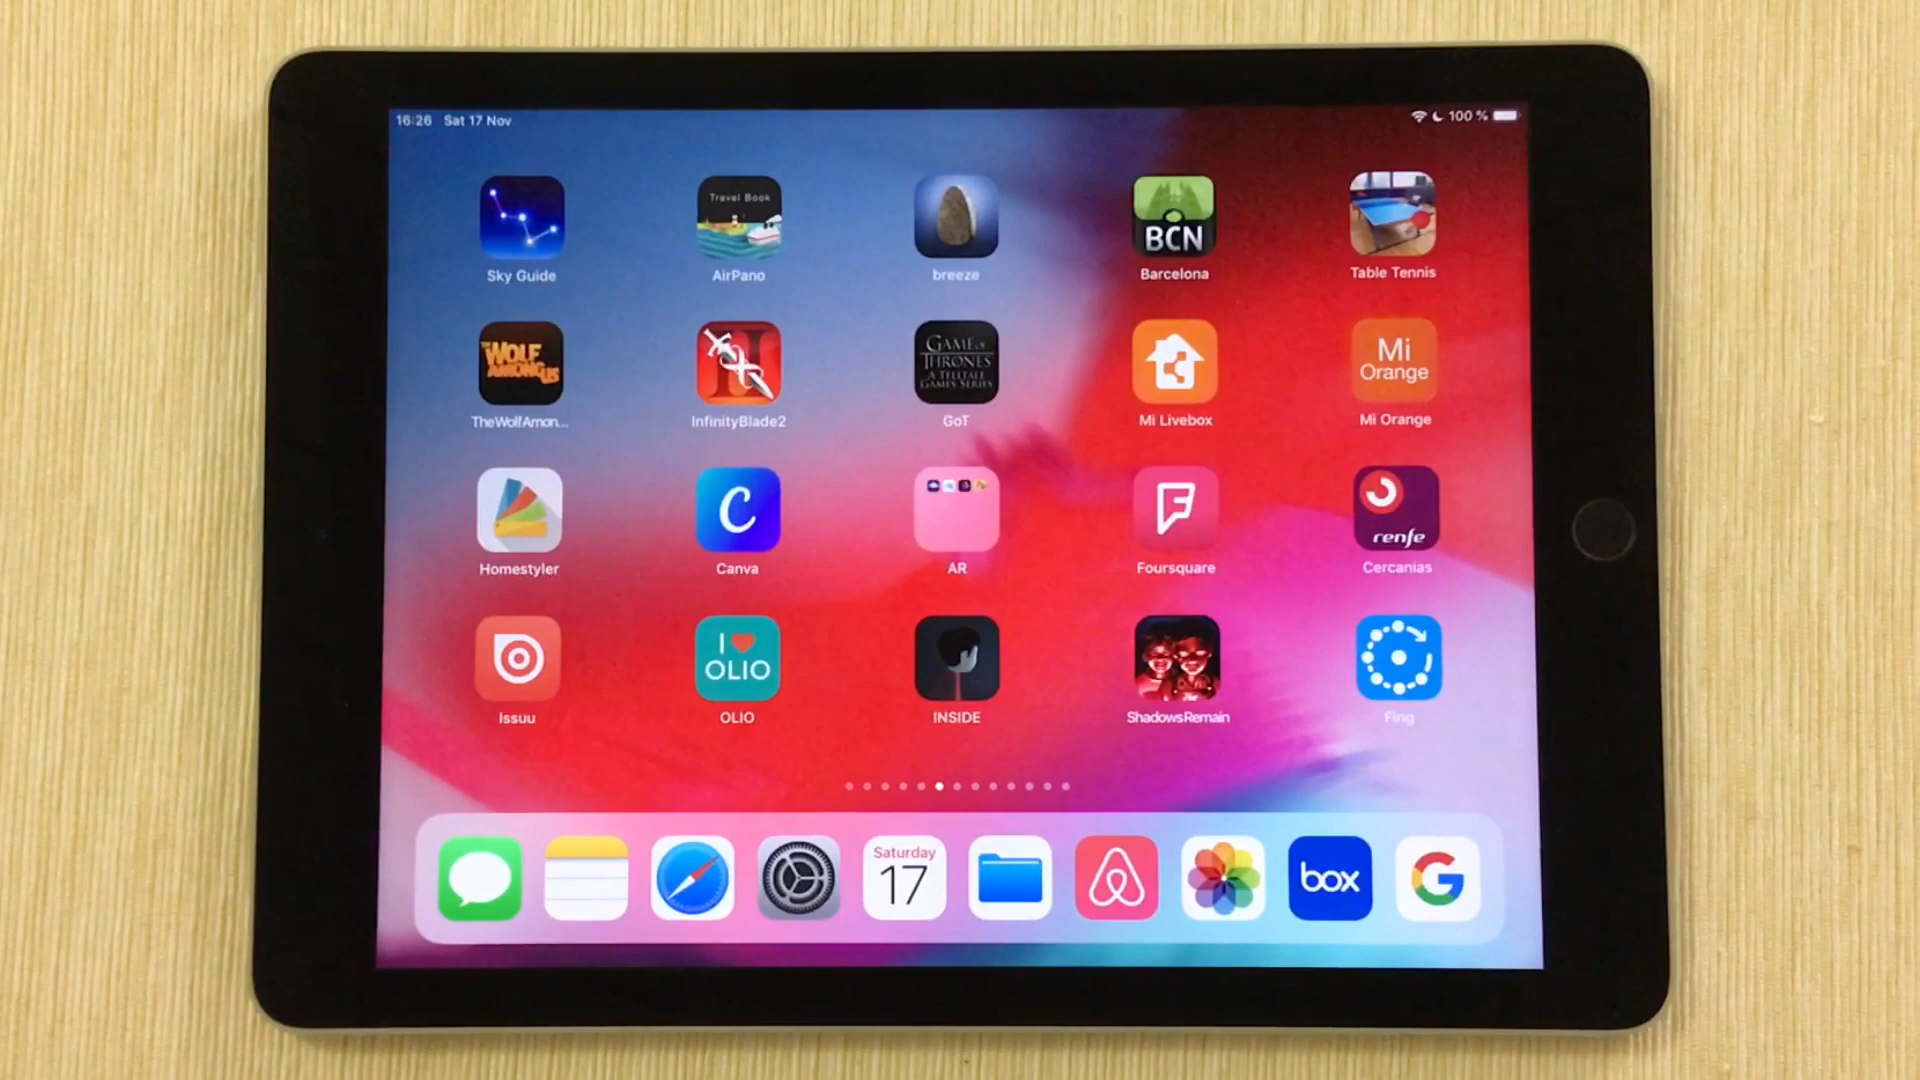 16:26 Sat 17 Nov
100 %
Travel Book
BCN
Sky Guide
AirPano
breeze
Barcelona
Table Tennis
THE WOLF AMONG US
II
GAME OF THRONES
A TELLTALE GAMES SERIES
Mi Orange
TheWolfAmon...
InfinityBlade2
GoT
Mi Livebox
Mi Orange
C
renfe
Homestyler
Canva
AR
Foursquare
Cercanias
I ♥ OLIO
Issuu
OLIO
INSIDE
ShadowsRemain
Fing
Saturday
17
box
G